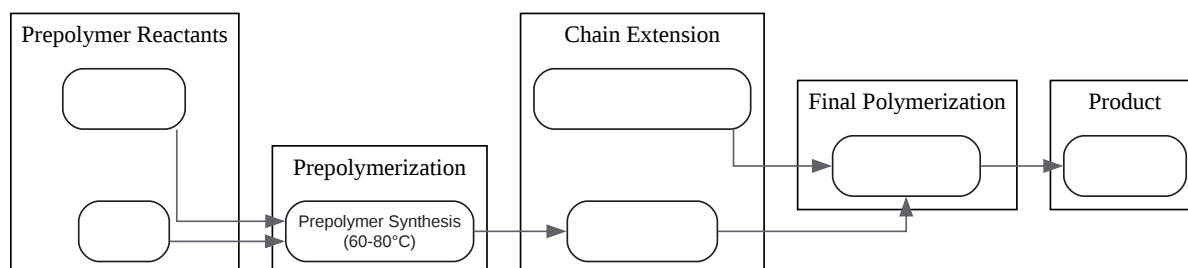 Prepolymer Reactants
Chain Extension
Final Polymerization
Product
Prepolymerization
Prepolymer Synthesis
(60-80°C)